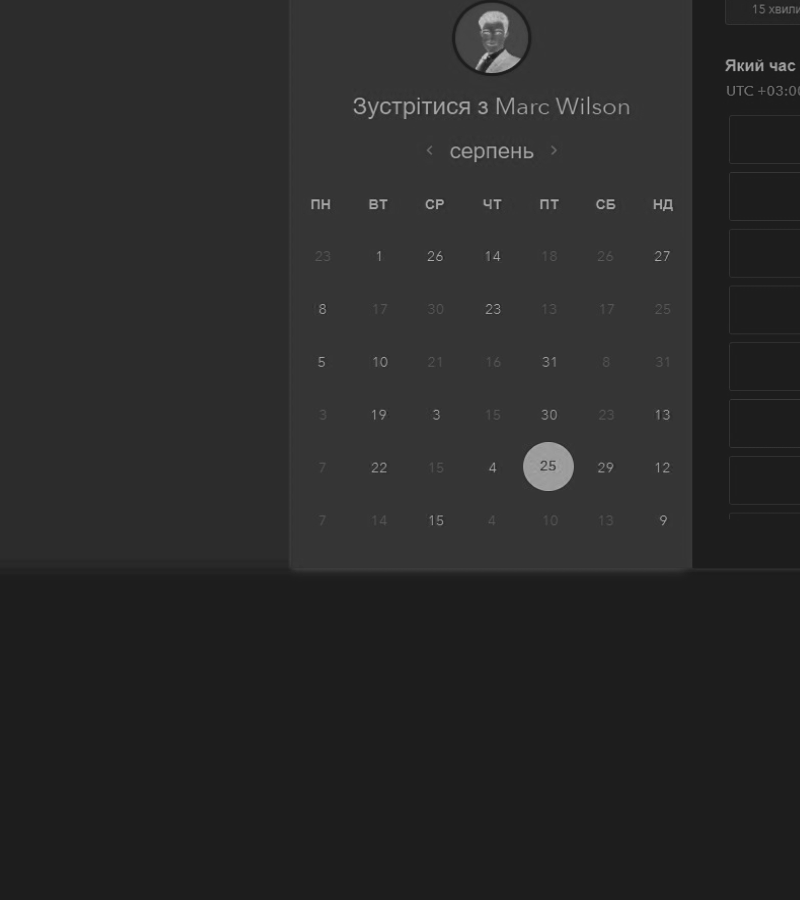 15 хвили
Який час
UTC +03:00
Зустрітися з Marc Wilson
серпень
ПН ВТ СР ЧТ ПТ СБ НД
23 1 26 14 18 26 27
8 17 30 23 13 17 25
5 10 21 16 31 8 31
3 19 3 15 30 23 13
7 22 15 4 25 29 12
7 14 15 4 10 13 9